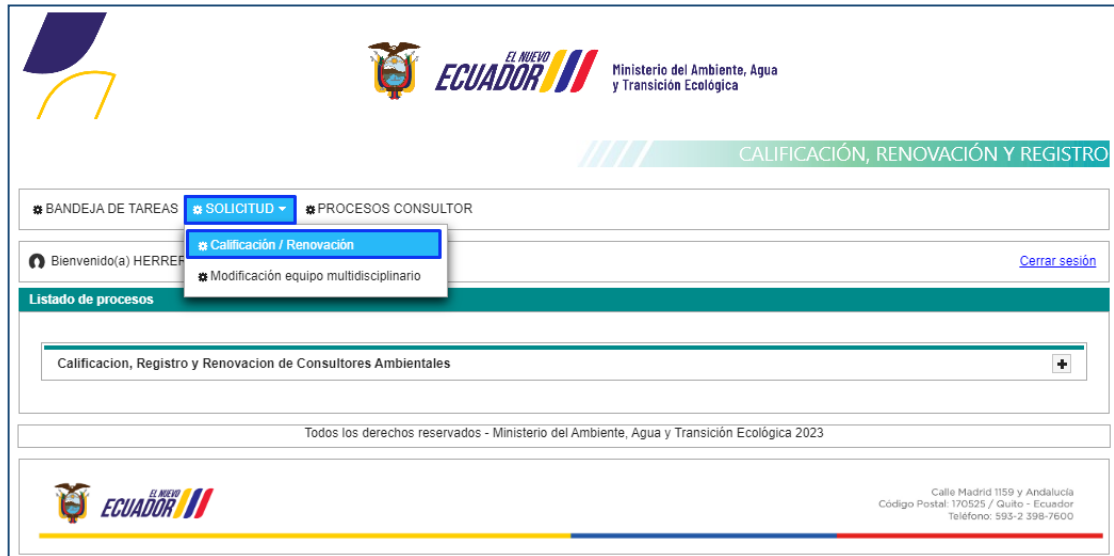 EL NUEVO
ECUADOR
Ministerio del Ambiente, Agua
y Transición Ecológica
CALIFICACIÓN, RENOVACIÓN Y REGISTRO
BANDEJA DE TAREAS SOLICITUD PROCESOS CONSULTOR
Calificación / Renovación
Modificación equipo multidisciplinario
Bienvenido(a) HERRER
Cerrar sesión
Listado de procesos
Calificacion, Registro y Renovacion de Consultores Ambientales
Todos los derechos reservados - Ministerio del Ambiente, Agua y Transición Ecológica 2023
EL NUEVO
ECUADOR
Calle Madrid 1159 y Andalucía
Código Postal: 170525 / Quito - Ecuador
Teléfono: 593-2 398-7600